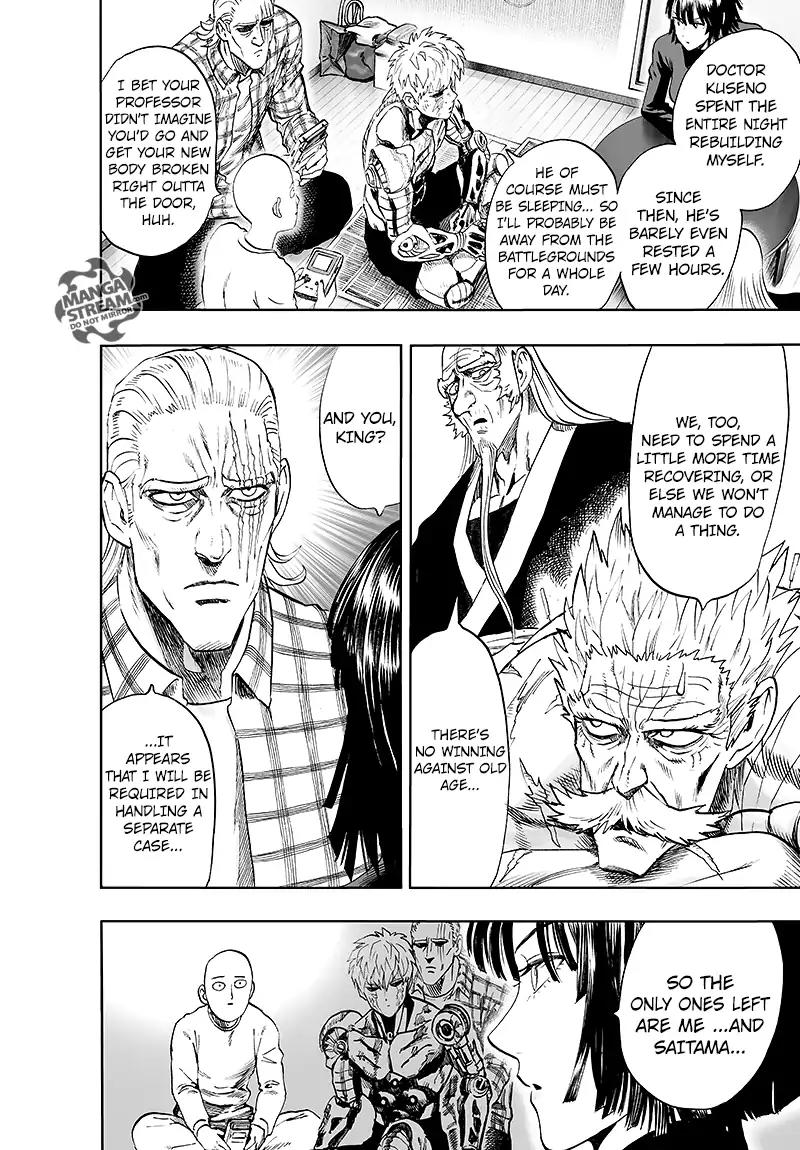 DOCTOR
KUSENO
SPENT THE
ENTIRE NIGHT
REBUILDING
MYSELF.
SINCE
THEN, HE'S
BARELY EVEN
RESTED A
FEW HOURS.
HE OF
COURSE MUST
BE SLEEPING... SO
I'LL PROBABLY BE
AWAY FROM THE
BATTLEGROUNDS
FOR A WHOLE
DAY.
I BET YOUR
PROFESSOR
DIDN'T IMAGINE
YOU'D GO AND
GET YOUR NEW
BODY BROKEN
RIGHT OUTTA
THE DOOR,
HUH.
MANGA
STREAM.com
DO NOT MIRROR
WE, TOO,
NEED TO SPEND A
LITTLE MORE TIME
RECOVERING, OR
ELSE WE WON'T
MANAGE TO DO
A THING.
THERE'S
NO WINNING
AGAINST OLD
AGE...
AND YOU,
KING?
...IT
APPEARS
THAT I WILL BE
REQUIRED IN
HANDLING A
SEPARATE
CASE...
SO THE
ONLY ONES LEFT
ARE ME ...AND
SAITAMA...